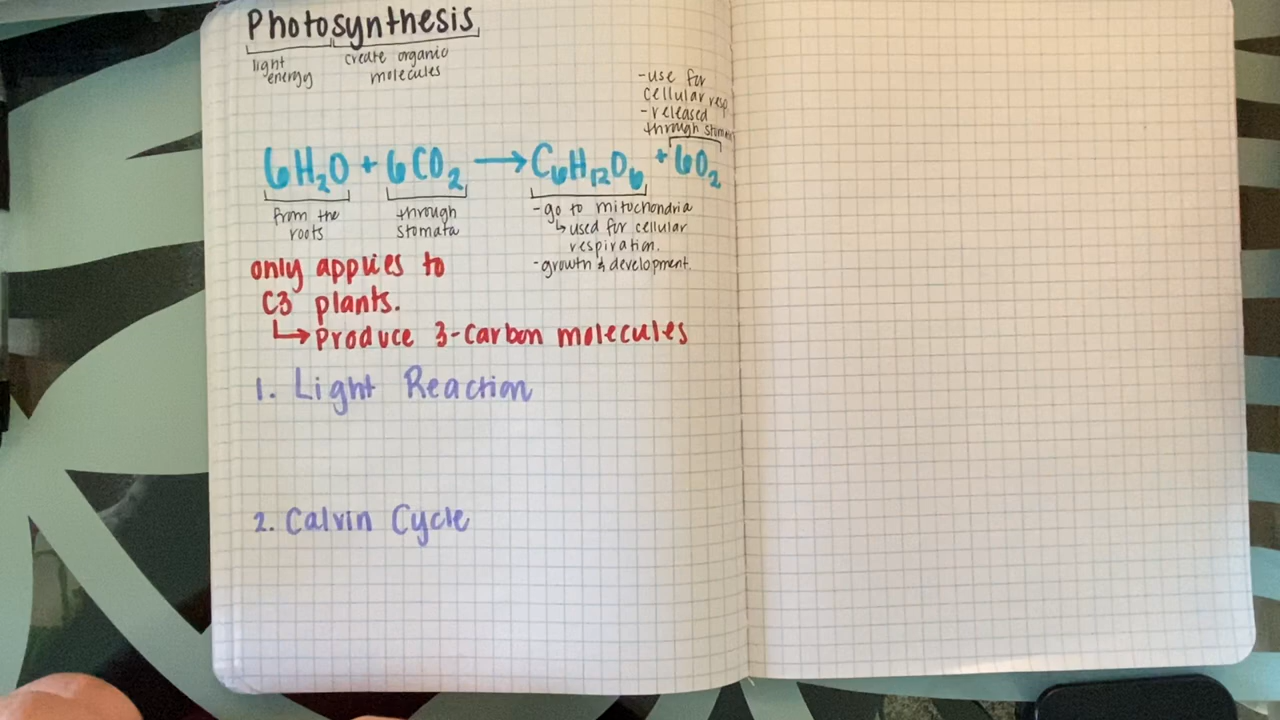 Photosynthesis
light
energy
create organic
molecules
-use for
cellular resp.
-released
through stomata
6H₂O + 6CO₂ → C₆H₁₂O₆ + 6O₂
from the
roots
through
stomata
-go to mitochondria
↳ used for cellular
respiration.
-growth & development.
only applies to
C3 plants.
↳ Produce 3-Carbon molecules
1. Light Reaction
2. Calvin Cycle